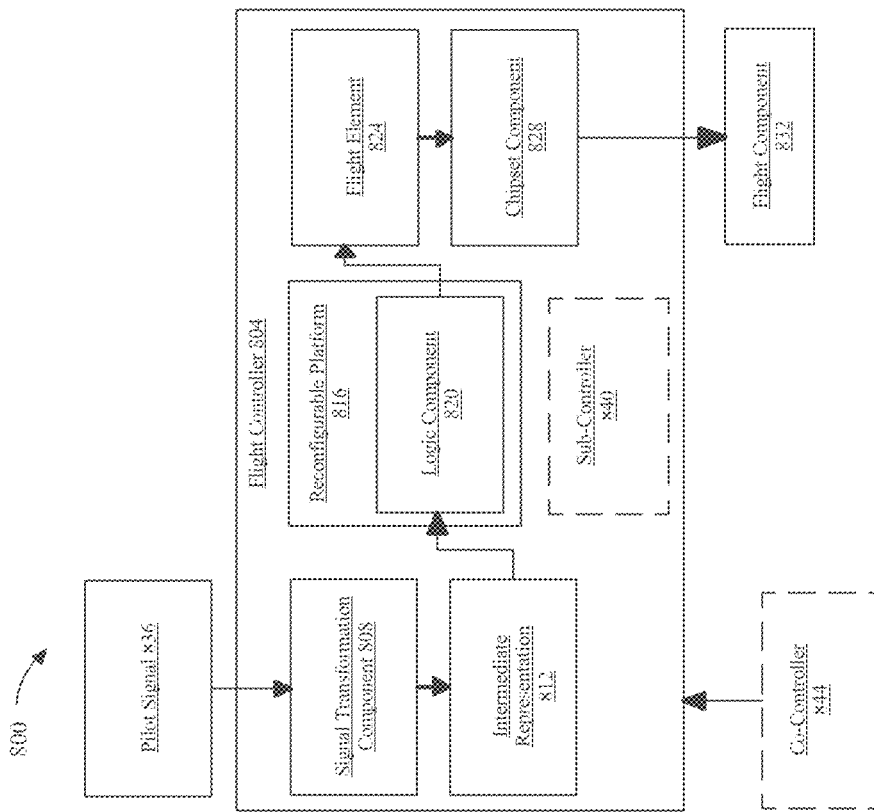 800
Pilot Signal 836
Flight Controller 804
Signal Transformation
Component 808
Intermediate
Representation
812
Reconfigurable Platform
816
Logic Component
820
Flight Element
824
Chipset Component
828
Sub-Controller
840
Co-Controller
844
Flight Component
832